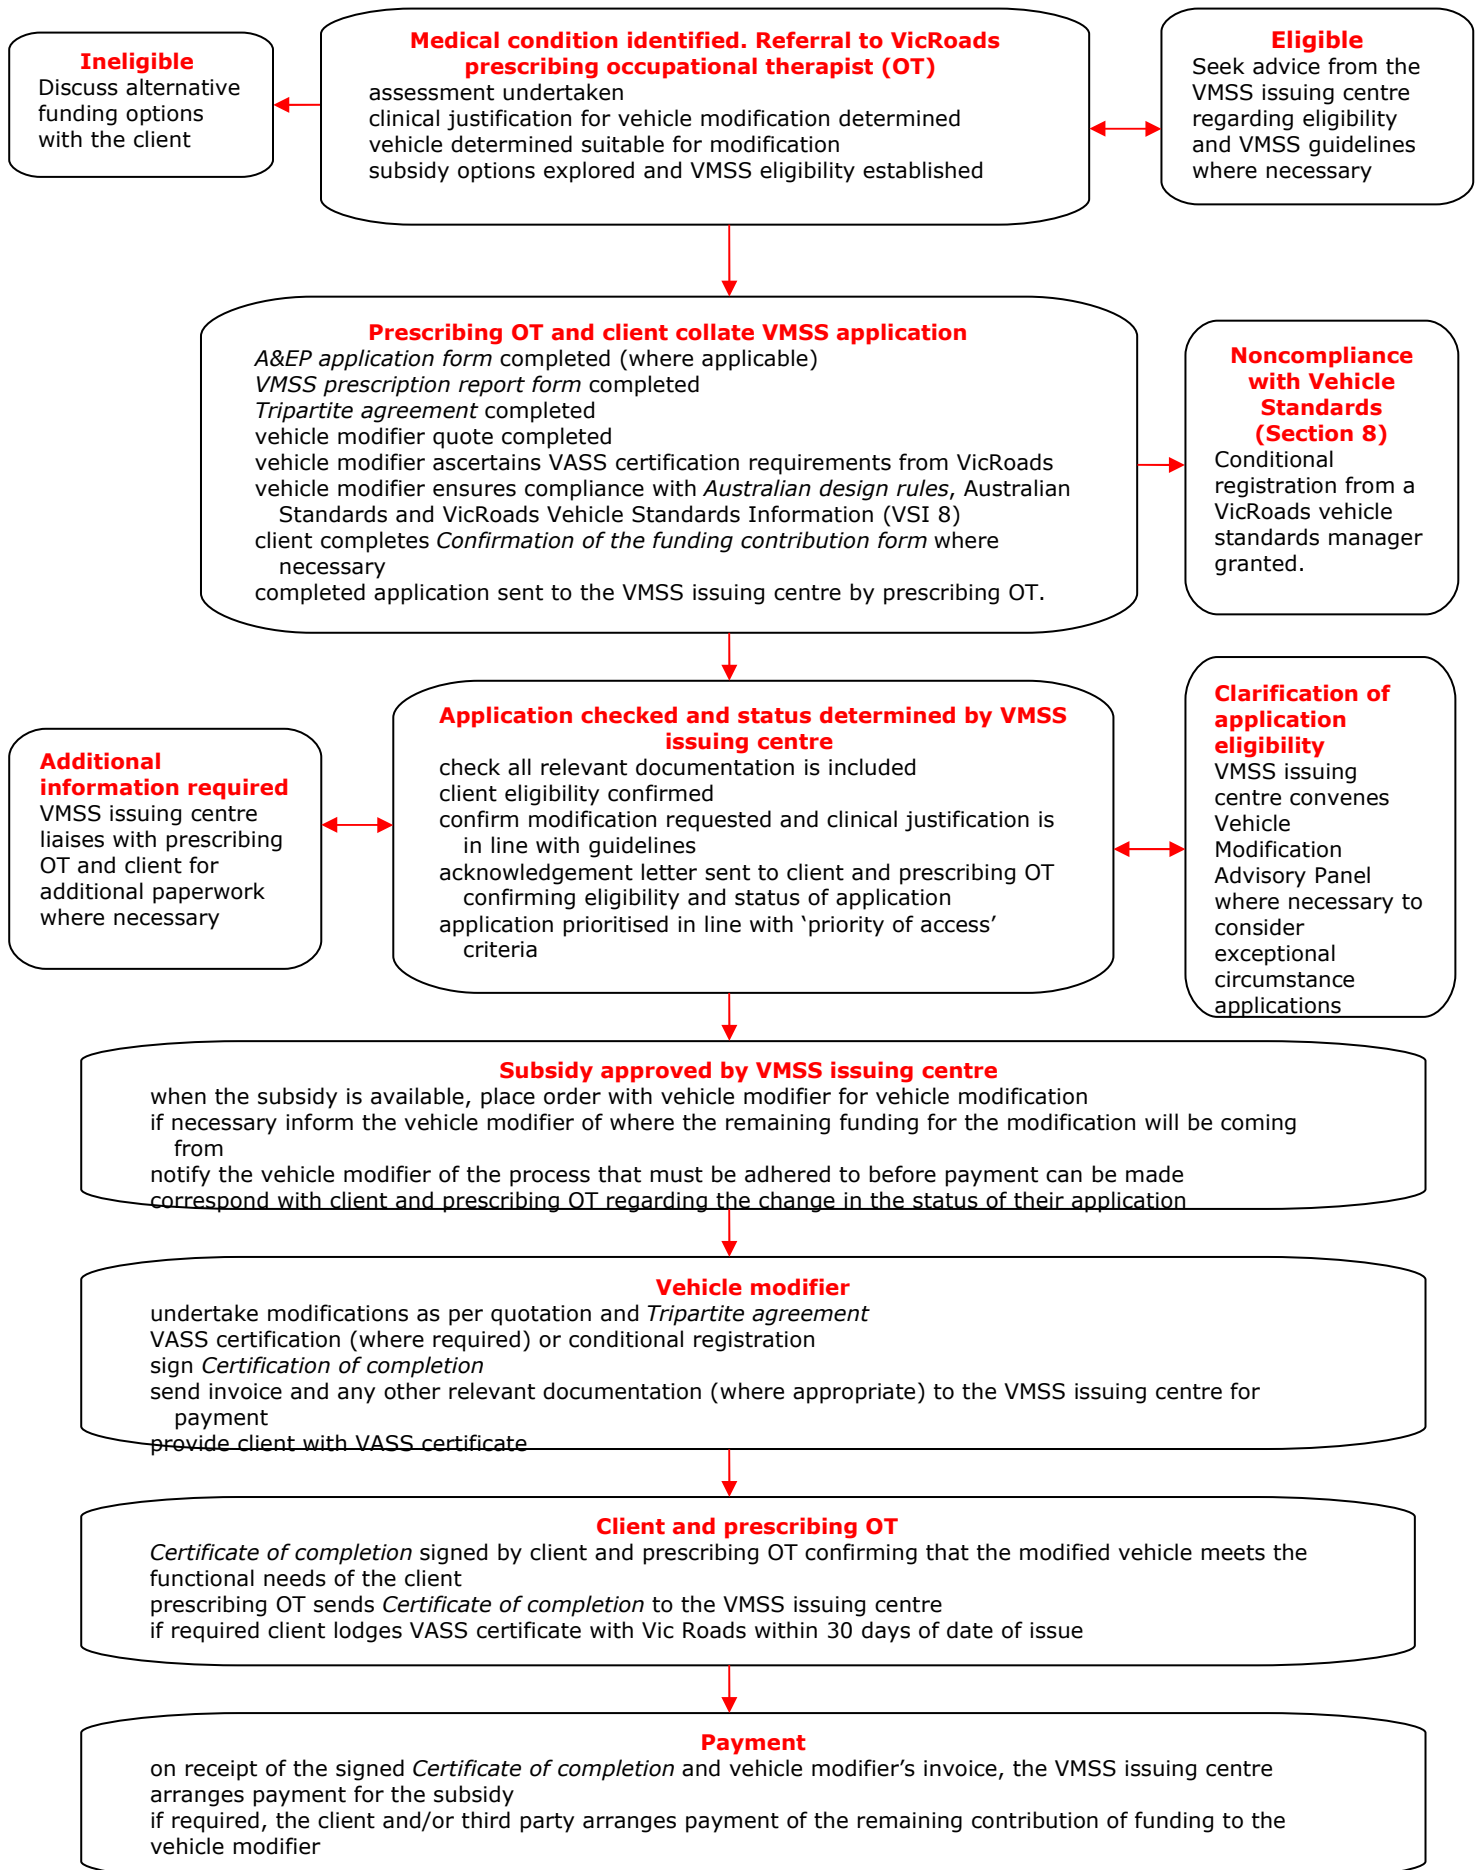 Ineligible
Discuss alternative
funding options
with the client
Medical condition identified. Referral to VicRoads
prescribing occupational therapist (OT)
assessment undertaken
clinical justification for vehicle modification determined
vehicle determined suitable for modification
subsidy options explored and VMSS eligibility established
Eligible
Seek advice from the
VMSS issuing centre
regarding eligibility
and VMSS guidelines
where necessary
Prescribing OT and client collate VMSS application
A&EP application form completed (where applicable)
VMSS prescription report form completed
Tripartite agreement completed
vehicle modifier quote completed
vehicle modifier ascertains VASS certification requirements from VicRoads
vehicle modifier ensures compliance with Australian design rules, Australian
Standards and VicRoads Vehicle Standards Information (VSI 8)
client completes Confirmation of the funding contribution form where
necessary
completed application sent to the VMSS issuing centre by prescribing OT.
Noncompliance
with Vehicle
Standards
(Section 8)
Conditional
registration from a
VicRoads vehicle
standards manager
granted.
Additional
information required
VMSS issuing centre
liaises with prescribing
OT and client for
additional paperwork
where necessary
Application checked and status determined by VMSS
issuing centre
check all relevant documentation is included
client eligibility confirmed
confirm modification requested and clinical justification is
in line with guidelines
acknowledgement letter sent to client and prescribing OT
confirming eligibility and status of application
application prioritised in line with ‘priority of access’
criteria
Clarification of
application
eligibility
VMSS issuing
centre convenes
Vehicle
Modification
Advisory Panel
where necessary to
consider
exceptional
circumstance
applications
Subsidy approved by VMSS issuing centre
when the subsidy is available, place order with vehicle modifier for vehicle modification
if necessary inform the vehicle modifier of where the remaining funding for the modification will be coming
from
notify the vehicle modifier of the process that must be adhered to before payment can be made
correspond with client and prescribing OT regarding the change in the status of their application
Vehicle modifier
undertake modifications as per quotation and Tripartite agreement
VASS certification (where required) or conditional registration
sign Certification of completion
send invoice and any other relevant documentation (where appropriate) to the VMSS issuing centre for
payment
provide client with VASS certificate
Client and prescribing OT
Certificate of completion signed by client and prescribing OT confirming that the modified vehicle meets the
functional needs of the client
prescribing OT sends Certificate of completion to the VMSS issuing centre
if required client lodges VASS certificate with Vic Roads within 30 days of date of issue
Payment
on receipt of the signed Certificate of completion and vehicle modifier’s invoice, the VMSS issuing centre
arranges payment for the subsidy
if required, the client and/or third party arranges payment of the remaining contribution of funding to the
vehicle modifier